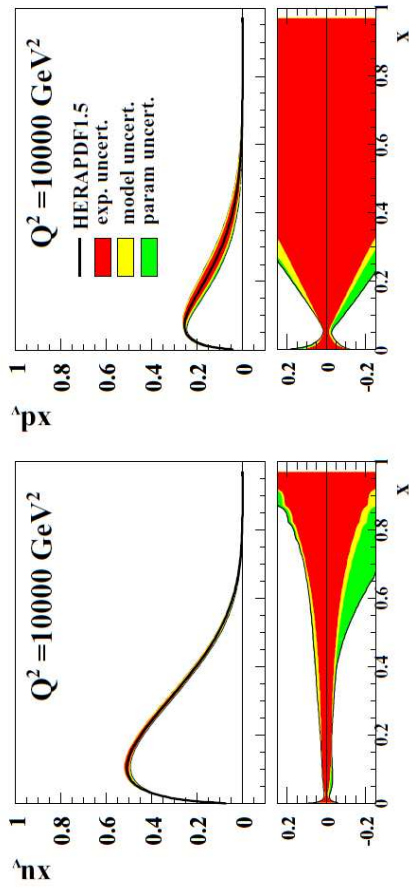 xu_v
Q² =10000 GeV²
1
0.8
0.6
0.4
0.2
0
0.2
0
-0.2
0 0.2 0.4 0.6 0.8 1
x
xd_v
Q² =10000 GeV²
HERAPDF1.5
exp. uncert.
model uncert.
param uncert.
1
0.8
0.6
0.4
0.2
0
0.2
0
-0.2
0 0.2 0.4 0.6 0.8 1
x